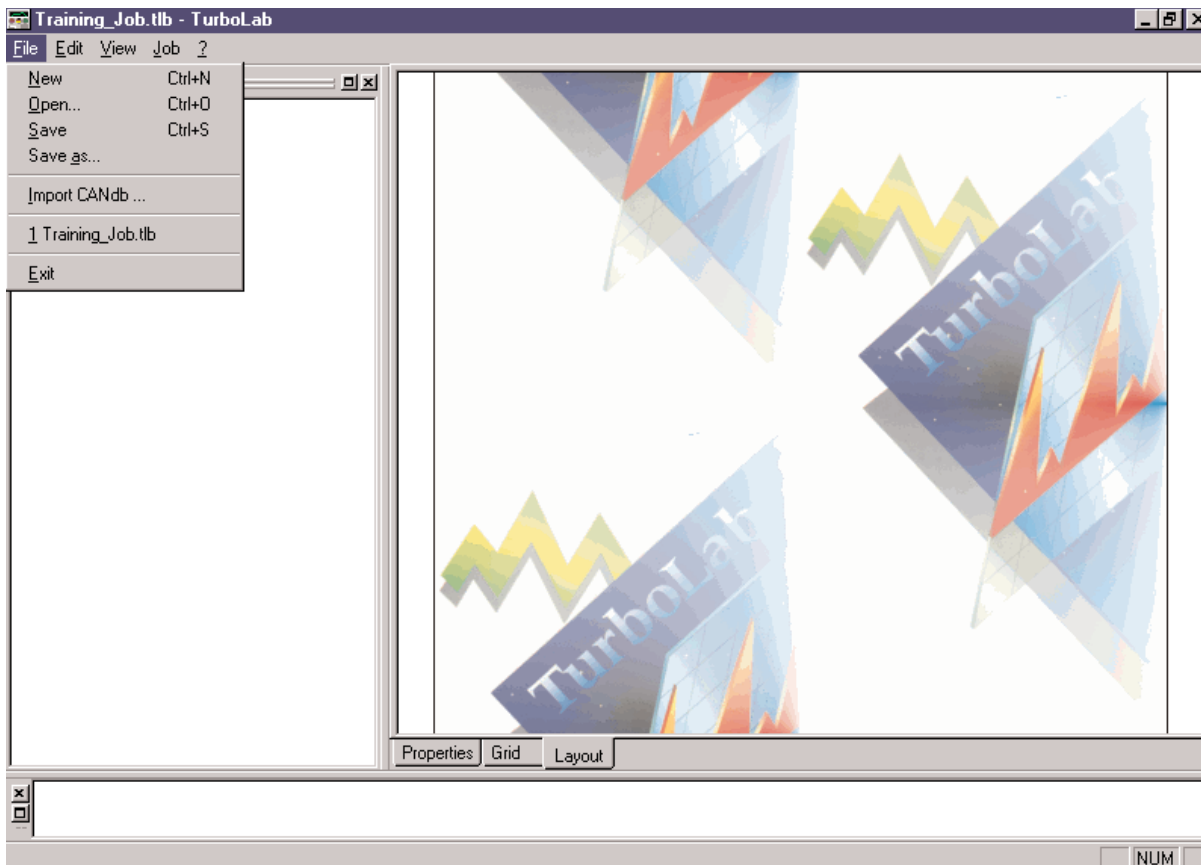 Training_Job.tlb - TurboLab
File Edit View Job ?
New Ctrl+N
Open... Ctrl+O
Save Ctrl+S
Save as...
Import CANdb ...
1 Training_Job.tlb
Exit
TurboLab
TurboLab
Properties Grid Layout
NUM